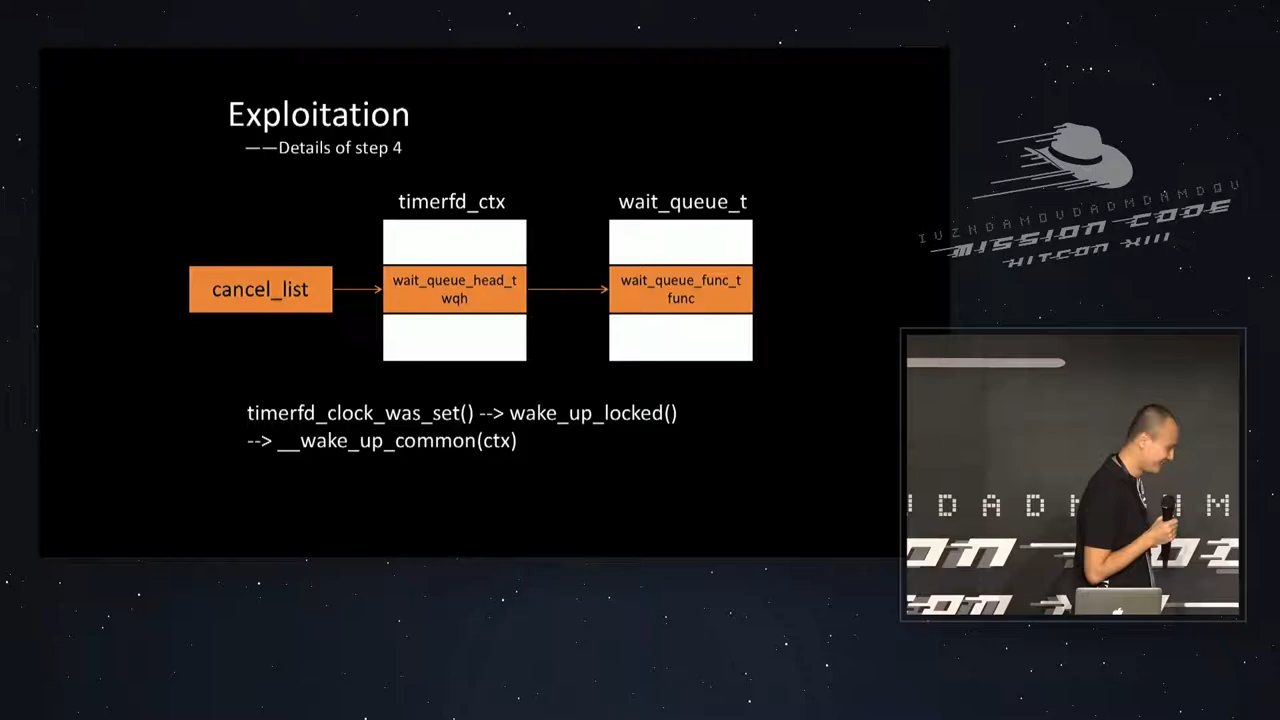 Exploitation
——Details of step 4
timerfd_ctx
wait_queue_t
cancel_list
wait_queue_head_t
wqh
wait_queue_func_t
func
timerfd_clock_was_set() --> wake_up_locked()
--> __wake_up_common(ctx)
MISSION CODE
HITCON XIII
D A D
M